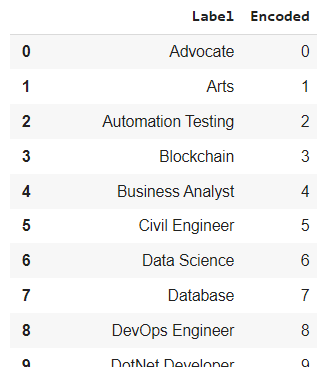 Label Encoded
0 Advocate 0
1 Arts 1
2 Automation Testing 2
3 Blockchain 3
4 Business Analyst 4
5 Civil Engineer 5
6 Data Science 6
7 Database 7
8 DevOps Engineer 8
9 DotNet Developer 9